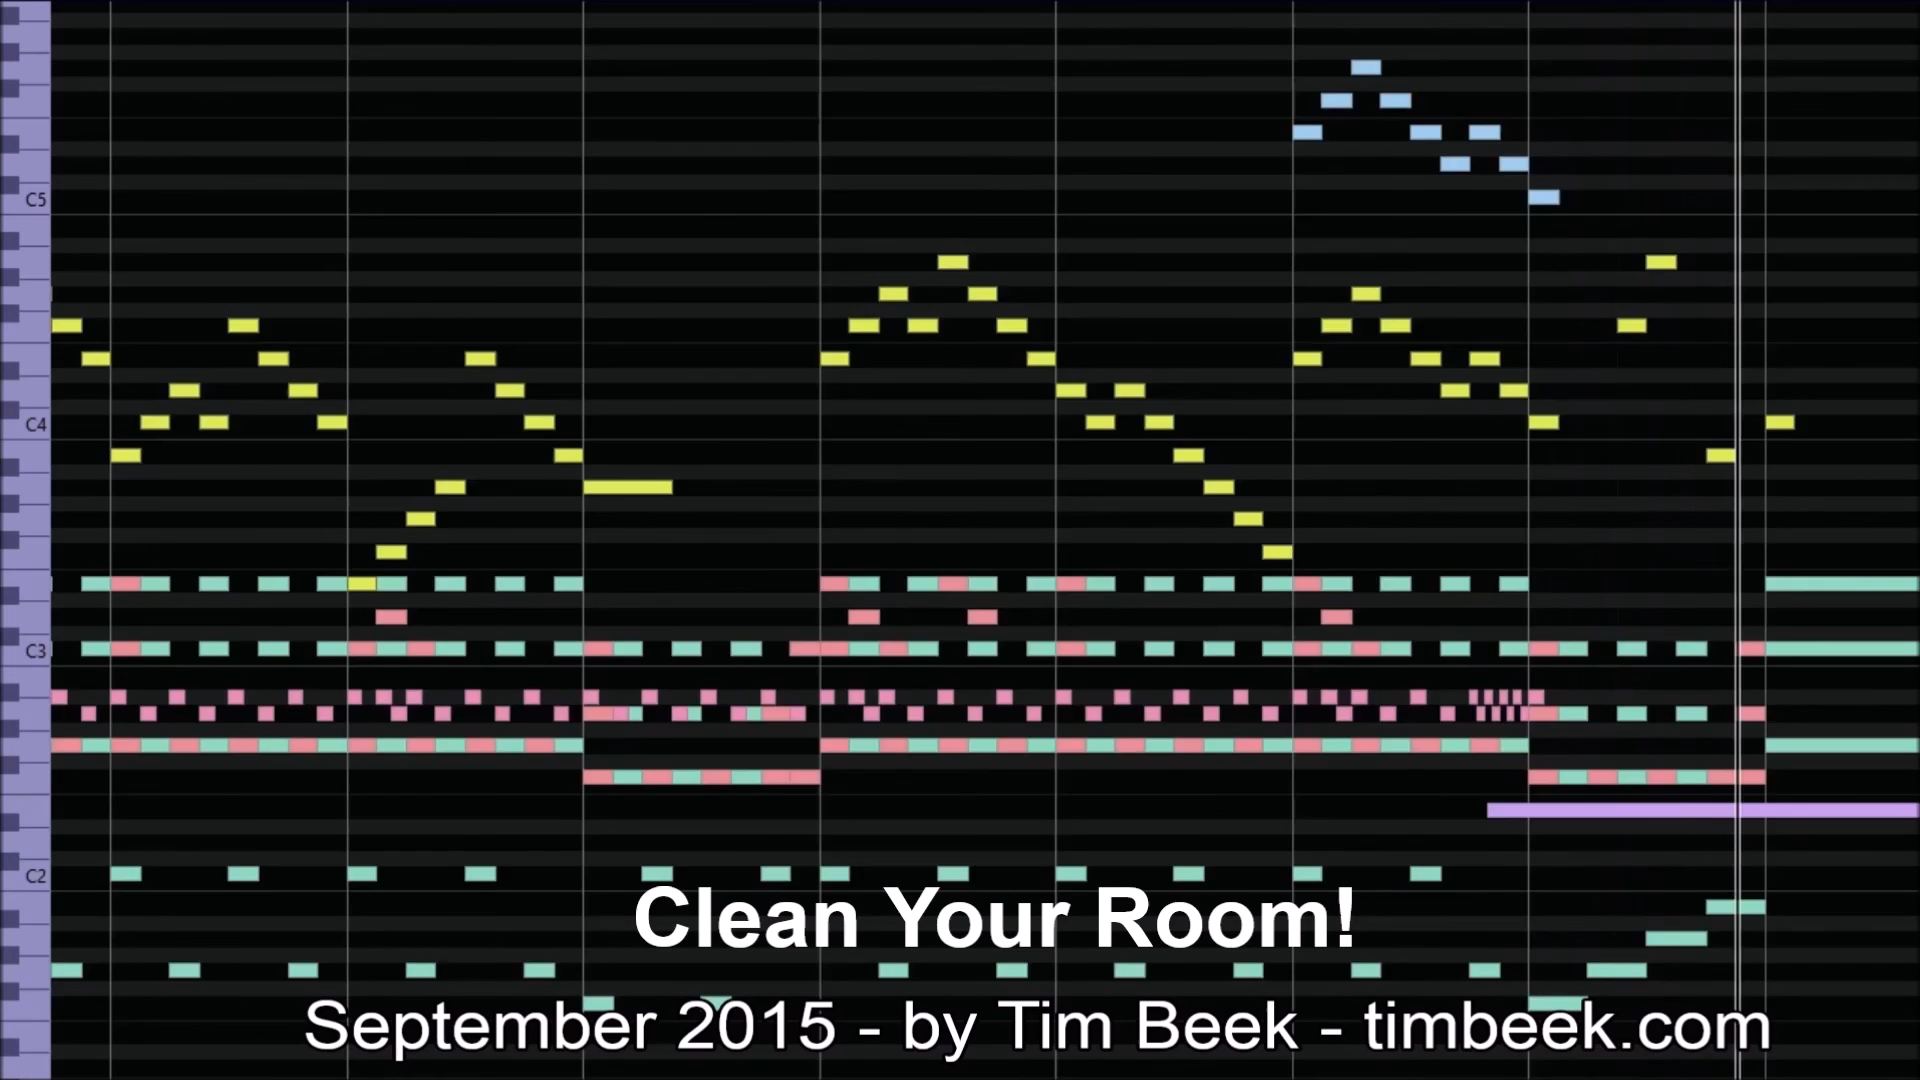 C5
C4
C3
C2
Clean Your Room!
September 2015 - by Tim Beek - timbeek.com